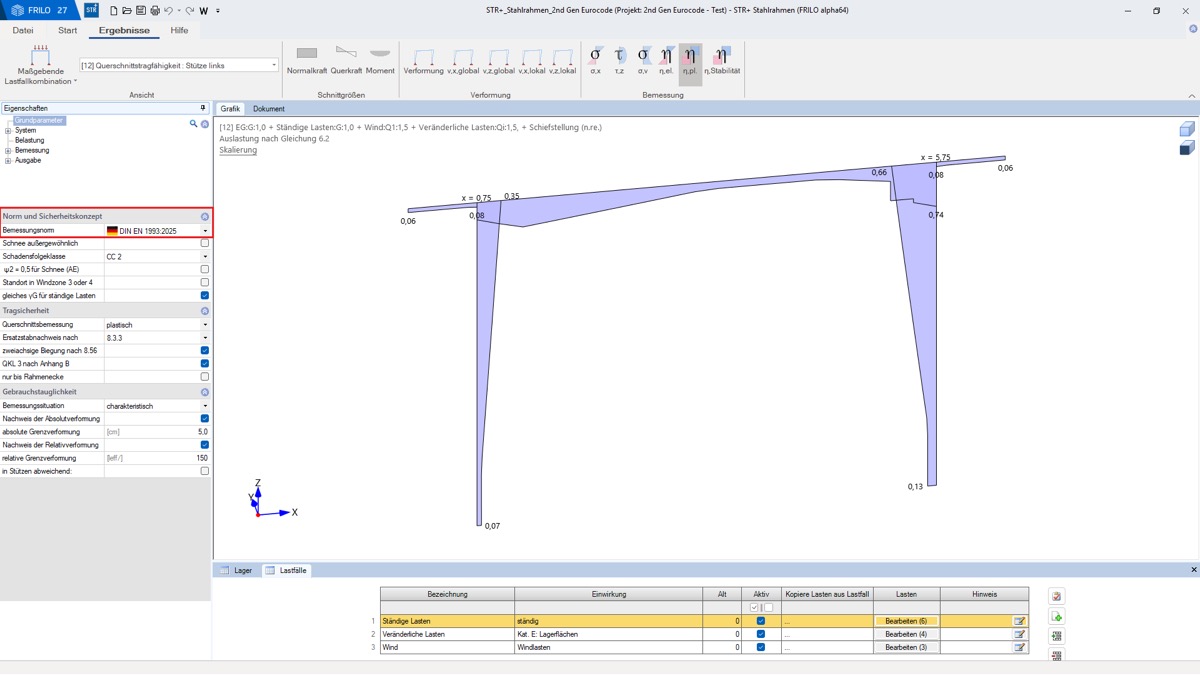 FRILO 27
STR+
W
STR+_Stahlrahmen_2nd Gen Eurocode (Projekt: 2nd Gen Eurocode - Test) - STR+ Stahlrahmen (FRILO alpha64)
Datei Start Ergebnisse Hilfe
Maßgebende
Lastfallkombination
[12] Querschnittstragfähigkeit : Stütze links
Ansicht
Normalkraft Querkraft Moment
Schnittgrößen
Verformung v,x,global v,z,global v,x,lokal v,z,lokal
Verformung
σ τ σ η η η
σ,x τ,z σ,v η,el. η,pl. η,Stabilität
Bemessung
Eigenschaften
Grundparameter
System
Belastung
Bemessung
Ausgabe
Norm und Sicherheitskonzept
Bemessungsnorm DIN EN 1993:2025
Schnee außergewöhnlich
Schadensfolgeklasse CC 2
ψ2 = 0,5 für Schnee (AE)
Standort in Windzone 3 oder 4
gleiches γG für ständige Lasten
Tragsicherheit
Querschnittsbemessung plastisch
Ersatzstabnachweis nach 8.3.3
zweiachsige Biegung nach 8.56
QKL 3 nach Anhang B
nur bis Rahmenecke
Gebrauchstauglichkeit
Bemessungssituation charakteristisch
Nachweis der Absolutverformung
absolute Grenzverformung [cm] 5.0
Nachweis der Relativverformung
relative Grenzverformung [leff/] 150
in Stützen abweichend:
Grafik Dokument
[12] EG:G:1,0 + Ständige Lasten:G:1,0 + Wind:Q1:1,5 + Veränderliche Lasten:Qi:1,5, + Schiefstellung (n.re.)
Auslastung nach Gleichung 6.2
Skalierung
x = 5,75
0,66
0,08
0,06
x = 0,75
0,35
0,06
0,08
0,74
0,13
0,07
Z
Y
X
Lager Lastfälle
Bezeichnung Einwirkung Alt Aktiv Kopiere Lasten aus Lastfall Lasten Hinweis
1 Ständige Lasten ständig 0 ... Bearbeiten (6)
2 Veränderliche Lasten Kat. E: Lagerflächen 0 ... Bearbeiten (4)
3 Wind Windlasten 0 ... Bearbeiten (3)